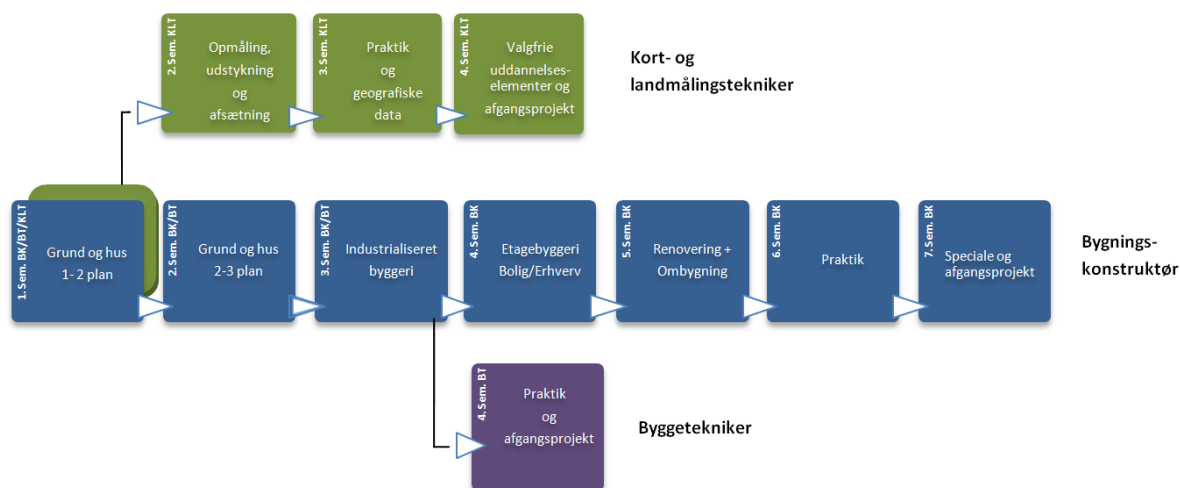 2. Sem. KLT
Opmåling,
udstykning
og
afsætning
3. Sem. KLT
Praktik
og
geografiske
data
4. Sem. KLT
Valgfrie
uddannelses-
elementer og
afgangsprojekt
Kort- og
landmålingstekniker
1. Sem. BK/BT/KLT
Grund og hus
1- 2 plan
2. Sem. BK/BT
Grund og hus
2-3 plan
3. Sem. BK/BT
Industrialiseret
byggeri
4. Sem. BK
Etagebyggeri
Bolig/Erhverv
5. Sem. BK
Renovering +
Ombygning
6. Sem. BK
Praktik
7. Sem. BK
Speciale og
afgangsprojekt
Bygnings-
konstruktør
4. Sem. BT
Praktik
og
afgangsprojekt
Byggetekniker